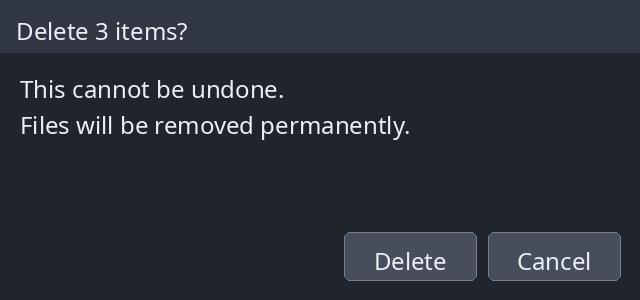 Delete 3 items?
This cannot be undone.
Files will be removed permanently.
Delete
Cancel